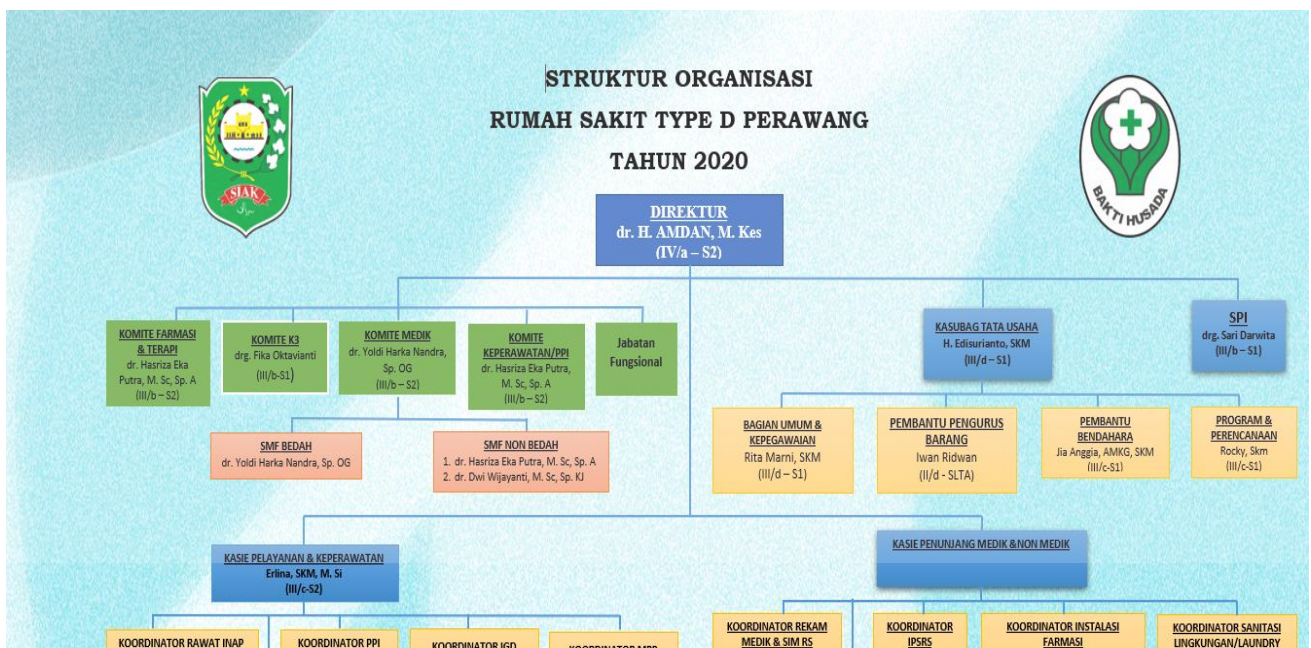 STRUKTUR ORGANISASI
RUMAH SAKIT TYPE D PERAWANG
TAHUN 2020
SIAK
BAKTI HUSADA
DIREKTUR
dr. H. AMDAN, M. Kes
(IV/a – S2)
KOMITE FARMASI
& TERAPI
dr. Hasriza Eka
Putra, M. Sc, Sp. A
(III/b – S2)
KOMITE K3
drg. Fika Oktavianti
(III/b-S1)
KOMITE MEDIK
dr. Yoldi Harka Nandra,
Sp. OG
(III/b – S2)
KOMITE
KEPERAWATAN/PPI
dr. Hasriza Eka Putra,
M. Sc, Sp. A
(III/b – S2)
Jabatan
Fungsional
KASUBAG TATA USAHA
H. Edisurianto, SKM
(III/d – S1)
SPI
drg. Sari Darwita
(III/b – S1)
SMF BEDAH
dr. Yoldi Harka Nandra, Sp. OG
SMF NON BEDAH
1. dr. Hasriza Eka Putra, M. Sc, Sp. A
2. dr. Dwi Wijayanti, M. Sc, Sp. KJ
BAGIAN UMUM &
KEPEGAWAIAN
Rita Marni, SKM
(III/d – S1)
PEMBANTU PENGURUS
BARANG
Iwan Ridwan
(II/d - SLTA)
PEMBANTU
BENDAHARA
Jia Anggia, AMKG, SKM
(III/c-S1)
PROGRAM &
PERENCANAAN
Rocky, Skm
(III/c-S1)
KASIE PELAYANAN & KEPERAWATAN
Erlina, SKM, M. Si
(III/c-S2)
KASIE PENUNJANG MEDIK &NON MEDIK
KOORDINATOR RAWAT INAP
KOORDINATOR PPI
KOORDINATOR IGD
KOORDINATOR MPP
KOORDINATOR REKAM
MEDIK & SIM RS
KOORDINATOR
IPSRS
KOORDINATOR INSTALASI
FARMASI
KOORDINATOR SANITASI
LINGKUNGAN/LAUNDRY